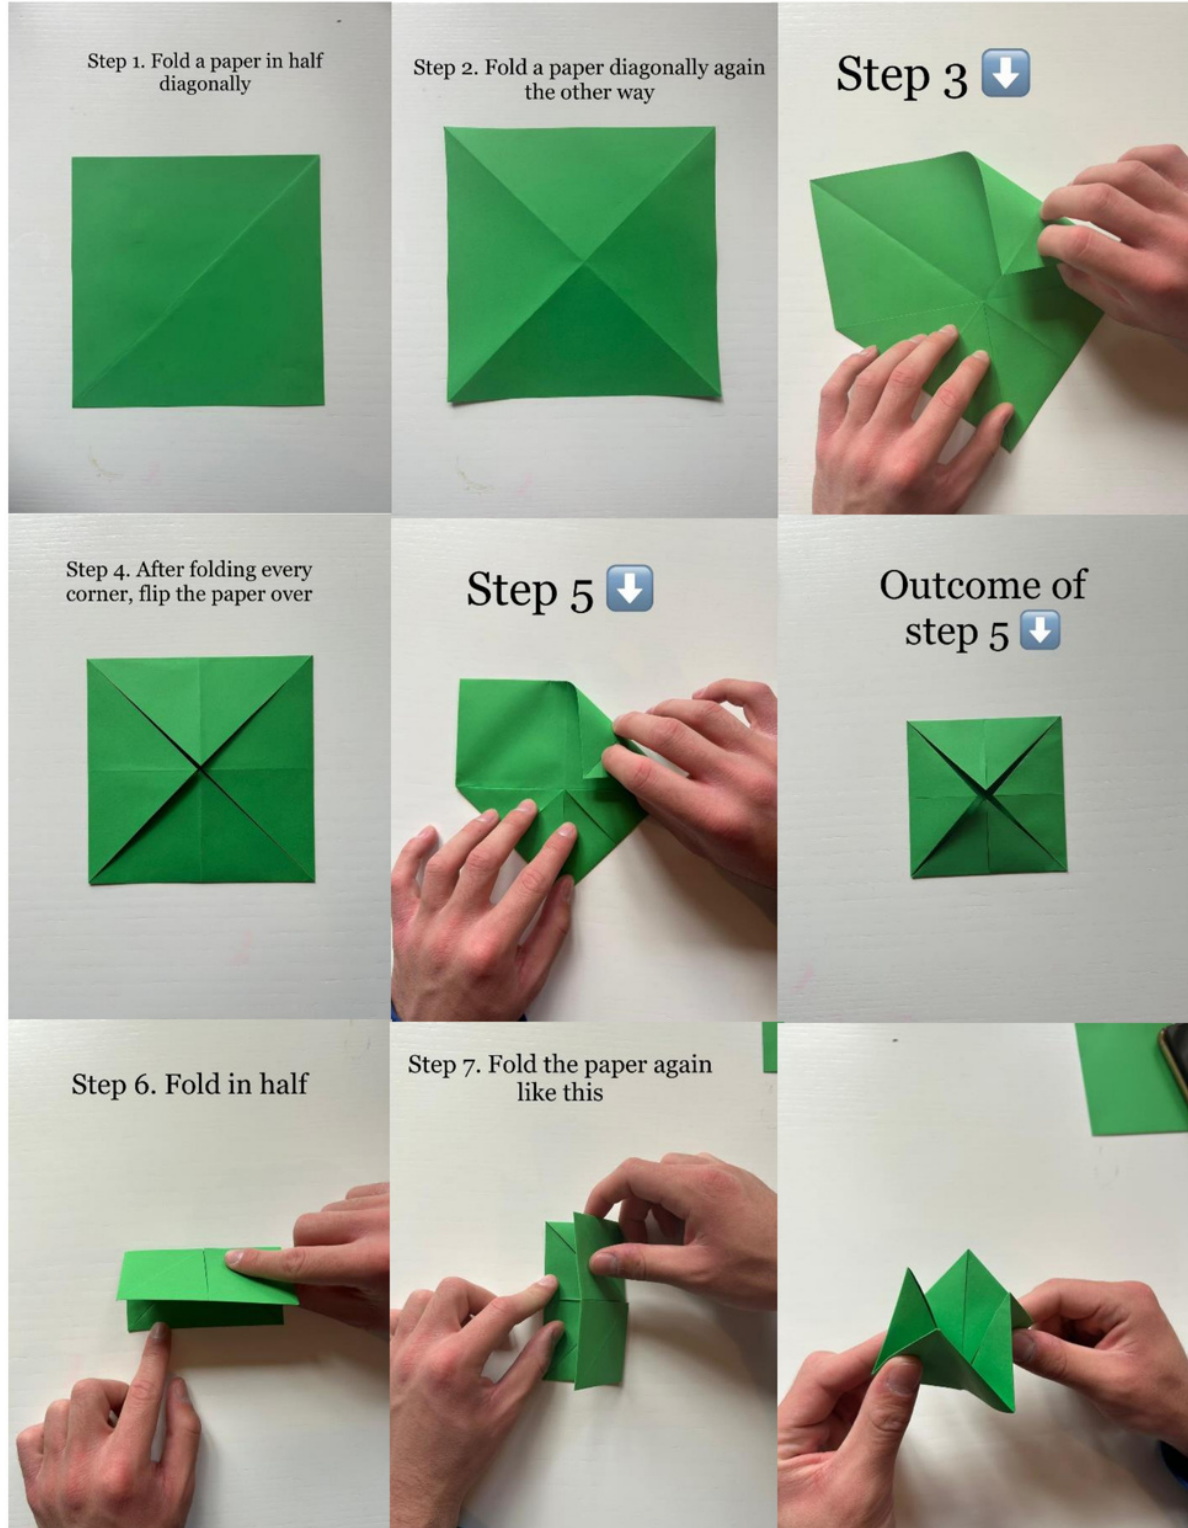 Step 1. Fold a paper in half
diagonally
Step 2. Fold a paper diagonally again
the other way
Step 3 ⬇️
Step 4. After folding every
corner, flip the paper over
Step 5 ⬇️
Outcome of
step 5 ⬇️
Step 6. Fold in half
Step 7. Fold the paper again
like this